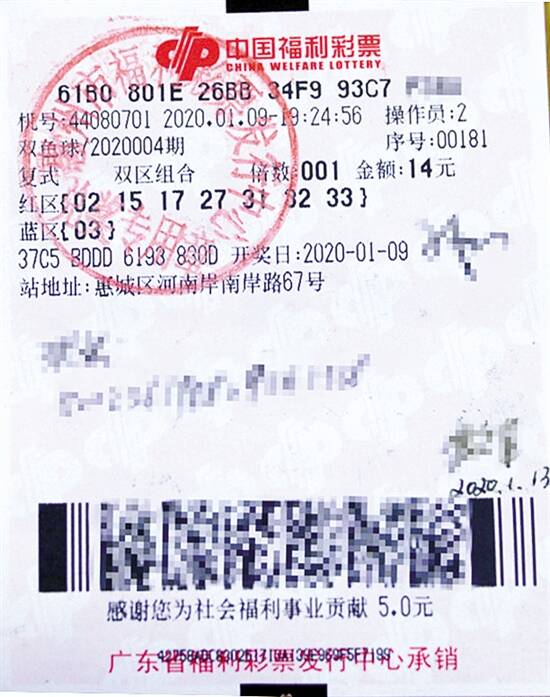 中国福利彩票
CHINA WELFARE LOTTERY
61B0 801E 26BB 34F9 93C7
机号:44080701 2020.01.09-19:24:56 操作员:2
双色球/2020004期 序号:00181
复式 双区组合 倍数:001 金额:14元
红区{02 15 17 27 31 32 33}
蓝区{03}
37C5 BDDD 6193 830D 开奖日:2020-01-09
站地址:惠城区河南岸南岸路67号
2020.1.13
感谢您为社会福利事业贡献 5.0元
广东省福利彩票发行中心承销